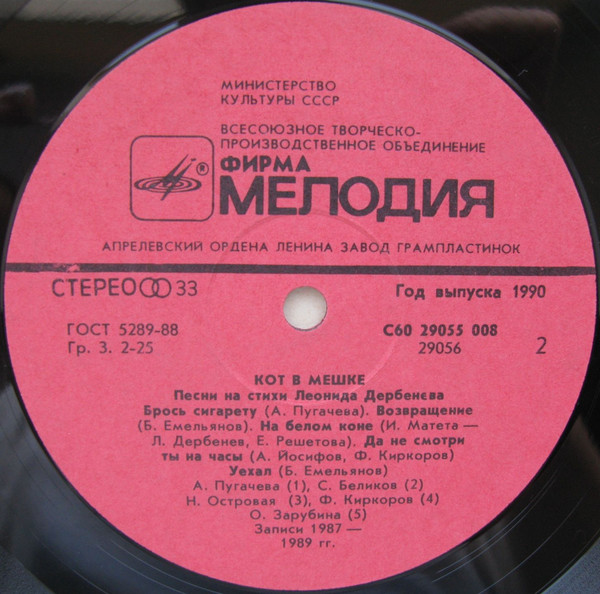 МИНИСТЕРСТВО
КУЛЬТУРЫ СССР
ВСЕСОЮЗНОЕ ТВОРЧЕСКО-
ПРОИЗВОДСТВЕННОЕ ОБЪЕДИНЕНИЕ
®
ФИРМА
МЕЛОДИЯ
АПРЕЛЕВСКИЙ ОРДЕНА ЛЕНИНА ЗАВОД ГРАМПЛАСТИНОК
СТЕРЕО 33
Год выпуска 1990
ГОСТ 5289-88
С60 29055 008
Гр. 3. 2-25
29056
2
КОТ В МЕШКЕ
Песни на стихи Леонида Дербенева
Брось сигарету (А. Пугачева). Возвращение
(Б. Емельянов). На белом коне (И. Матета —
Л. Дербенев, Е. Решетова). Да не смотри
ты на часы (А. Йосифов, Ф. Киркоров)
Уехал (Б. Емельянов)
А. Пугачева (1), С. Беликов (2)
Н. Островая (3), Ф. Киркоров (4)
О. Зарубина (5)
Записи 1987 —
1989 гг.